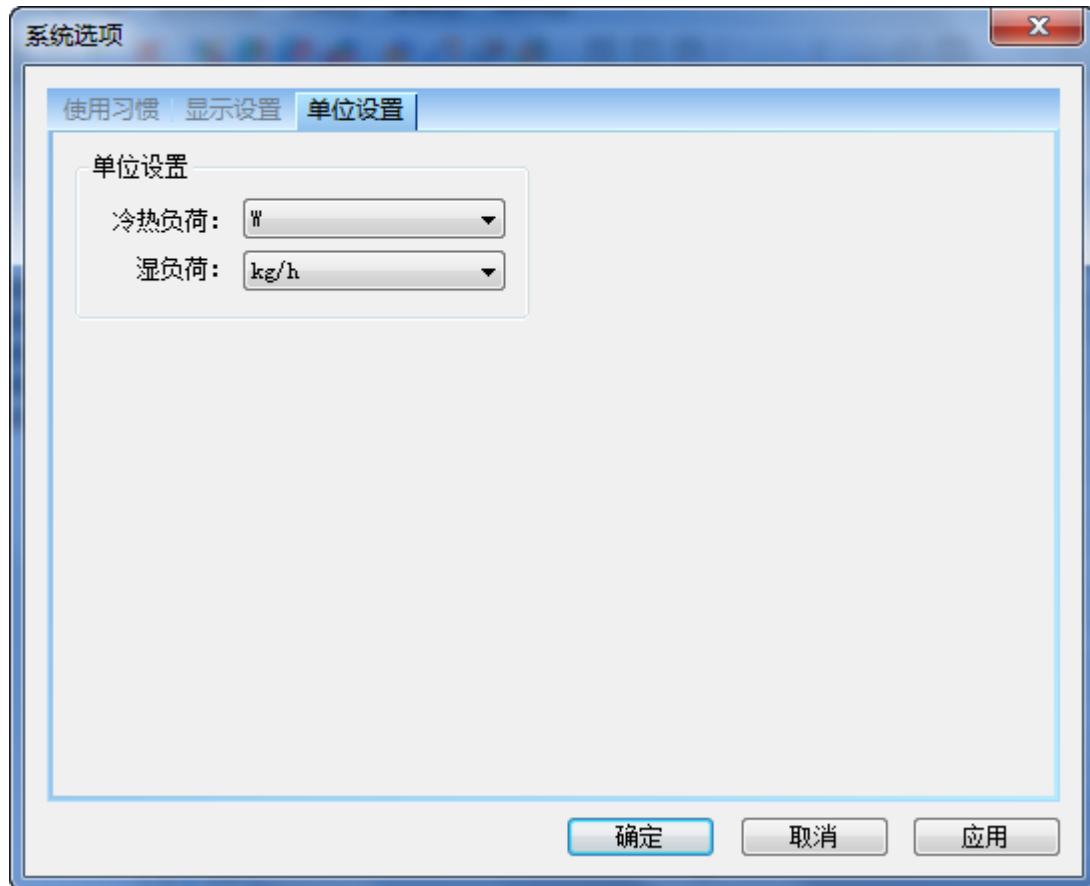 系统选项
使用习惯 显示设置 单位设置
单位设置
冷热负荷： W
湿负荷： kg/h
确定 取消 应用